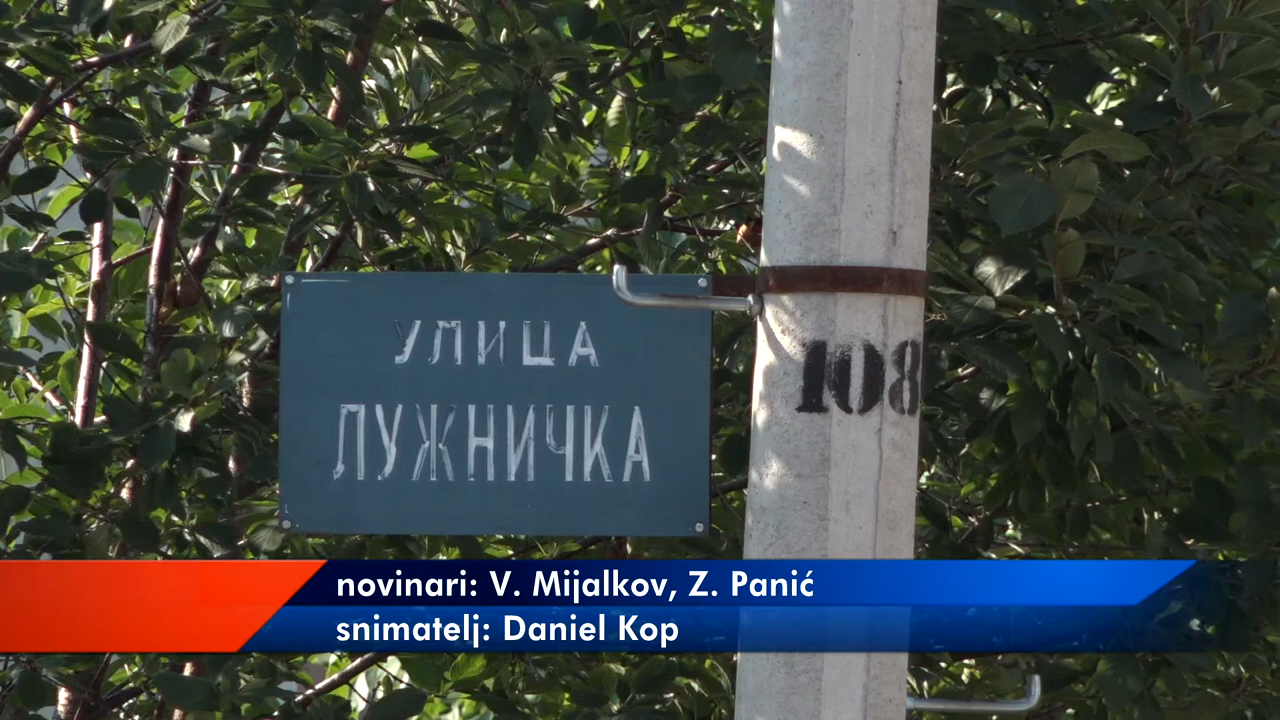 УЛИЦА
ЛУЖНИЧКА
108
novinari: V. Mijalkov, Z. Panić
snimatelj: Daniel Kop